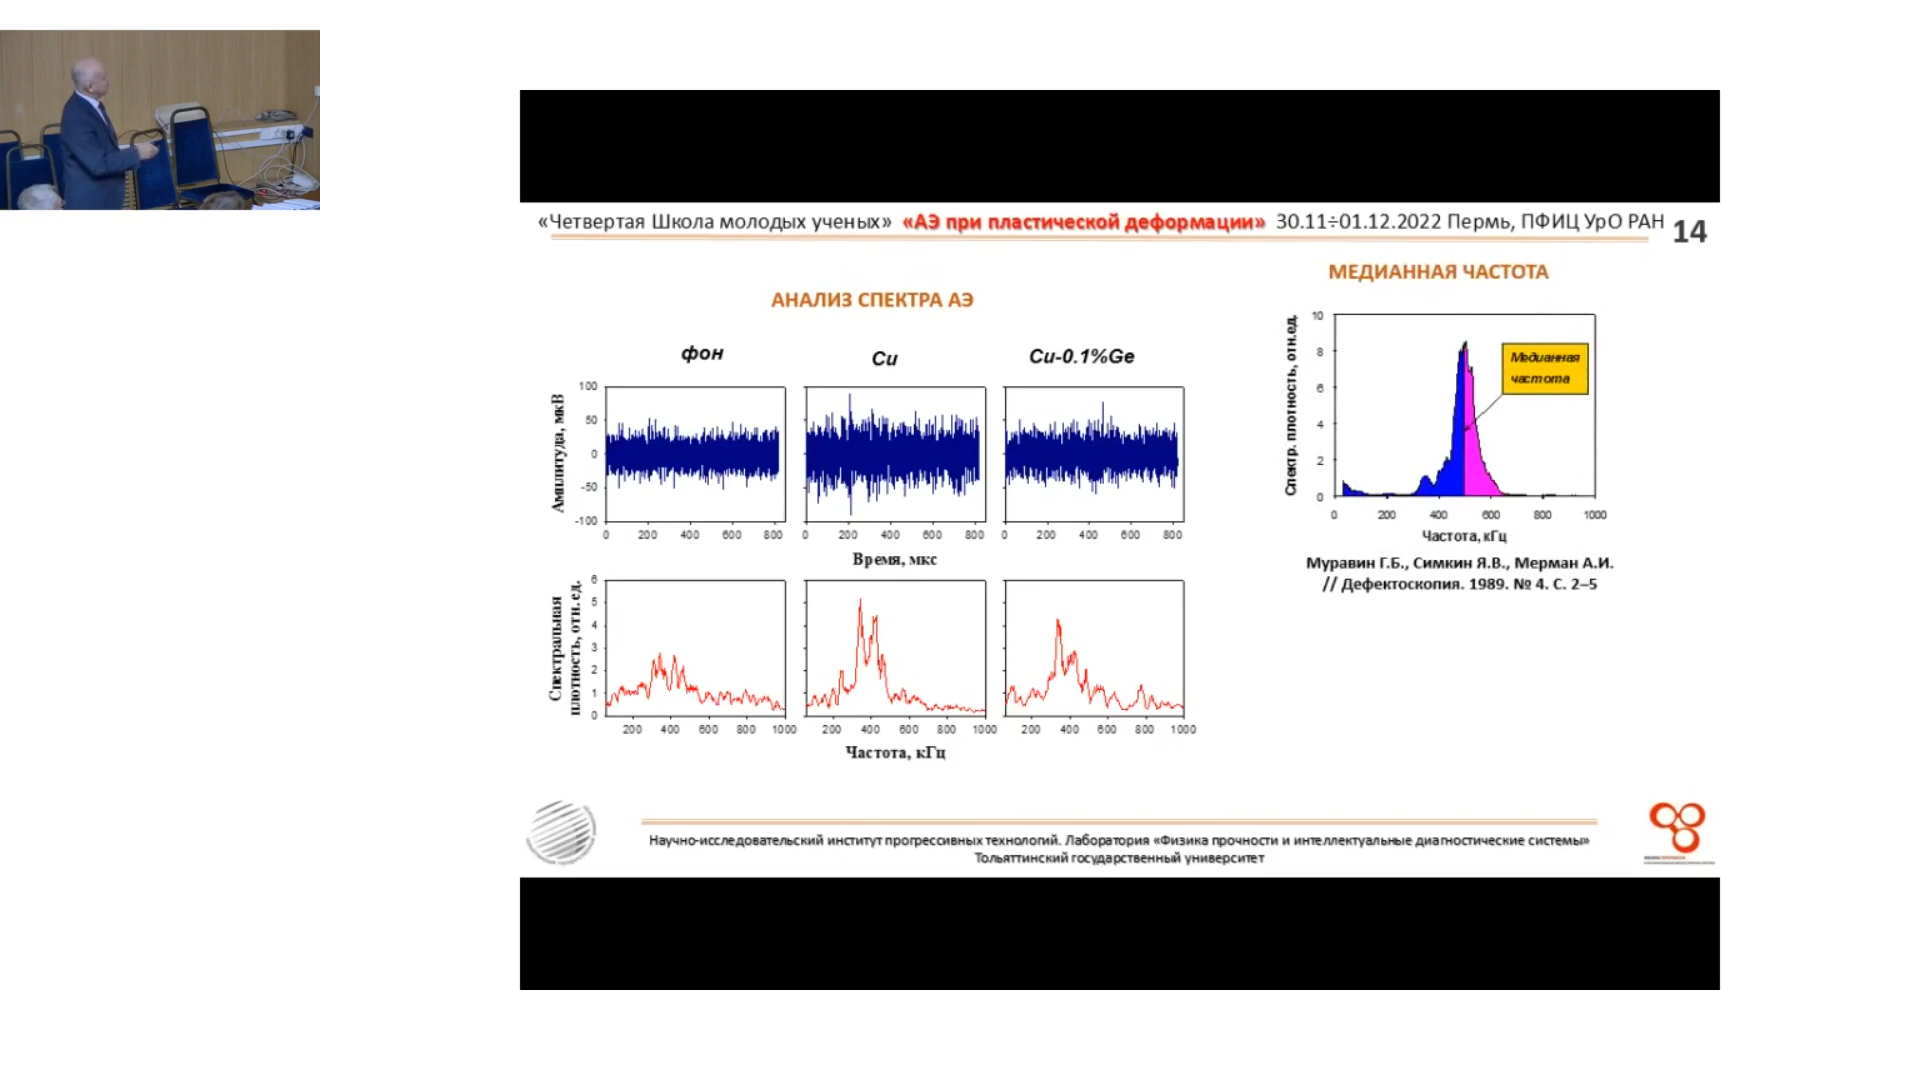 «Четвертая Школа молодых ученых» «АЭ при пластической деформации» 30.11÷01.12.2022 Пермь, ПФИЦ УрО РАН 14
АНАЛИЗ СПЕКТРА АЭ
фон
Cu
Cu-0.1%Ge
Амплитуда, мкВ
100
50
0
-50
-100
0 200 400 600 800
0 200 400 600 800
0 200 400 600 800
Время, мкс
Спектральная
плотность, отн.ед.
6
5
4
3
2
1
0
200 400 600 800 1000
200 400 600 800 1000
200 400 600 800 1000
Частота, кГц
МЕДИАННАЯ ЧАСТОТА
Спектр. плотность, отн.ед.
10
8
6
4
2
0
Медианная
частота
0 200 400 600 800 1000
Частота, кГц
Муравин Г.Б., Симкин Я.В., Мерман А.И.
// Дефектоскопия. 1989. № 4. С. 2–5
Научно-исследовательский институт прогрессивных технологий. Лаборатория «Физика прочности и интеллектуальные диагностические системы»
Тольяттинский государственный университет